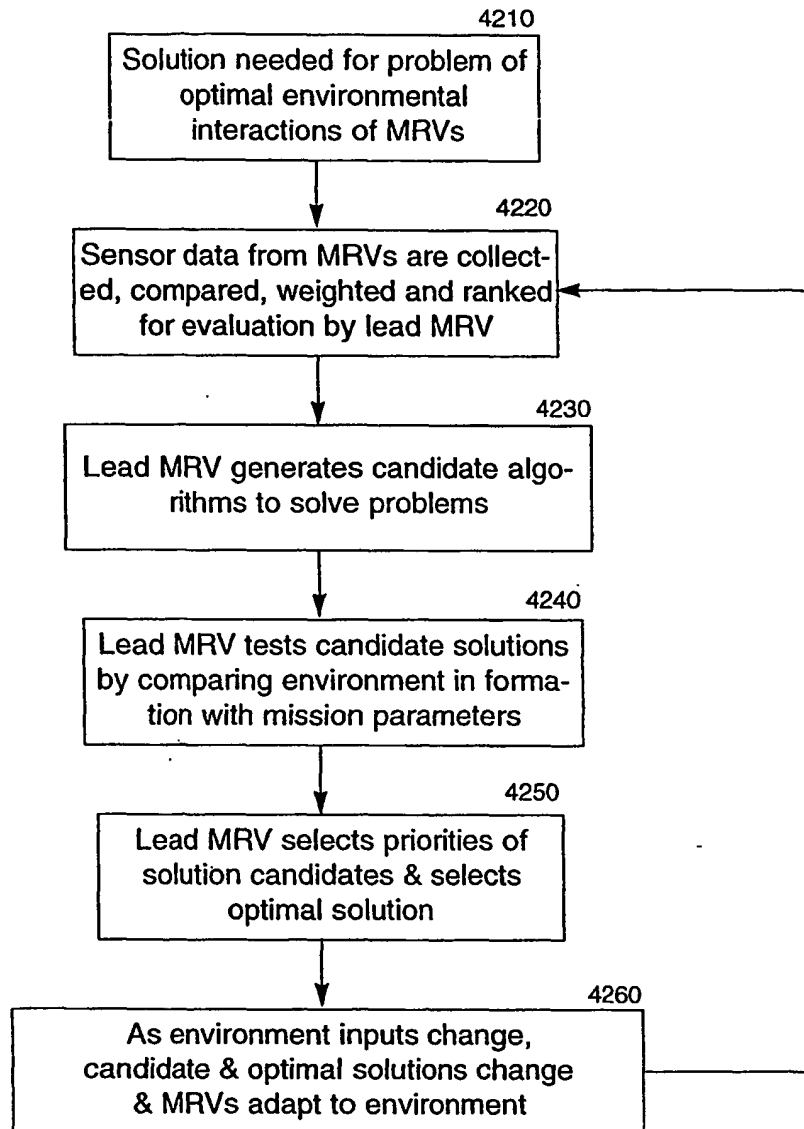 4210
Solution needed for problem of
optimal environmental
interactions of MRVs
4220
Sensor data from MRVs are collect-
ed, compared, weighted and ranked
for evaluation by lead MRV
4230
Lead MRV generates candidate algo-
rithms to solve problems
4240
Lead MRV tests candidate solutions
by comparing environment in forma-
tion with mission parameters
4250
Lead MRV selects priorities of
solution candidates & selects
optimal solution
4260
As environment inputs change,
candidate & optimal solutions change
& MRVs adapt to environment